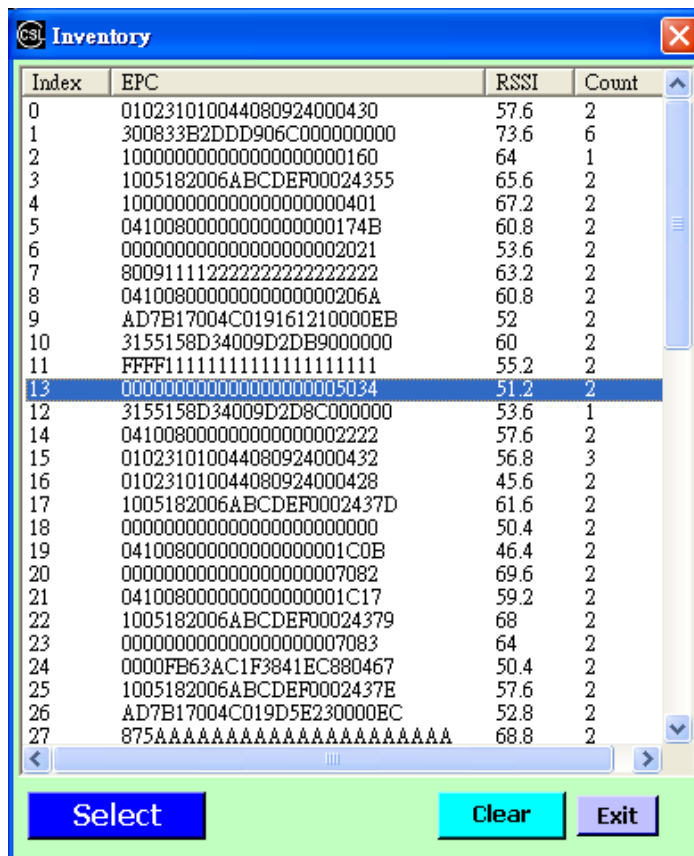 CSL Inventory
Index EPC RSSI Count
0 010231010044080924000430 57.6 2
1 300833B2DDD906C000000000 73.6 6
2 100000000000000000000160 64 1
3 1005182006ABCDEF00024355 65.6 2
4 100000000000000000000401 67.2 2
5 04100800000000000000174B 60.8 2
6 000000000000000000002021 53.6 2
7 800911112222222222222222 63.2 2
8 04100800000000000000206A 60.8 2
9 AD7B17004C019161210000EB 52 2
10 3155158D34009D2DB9000000 60 2
11 FFFF11111111111111111111 55.2 2
13 000000000000000000005034 51.2 2
12 3155158D34009D2D8C000000 53.6 1
14 041008000000000000002222 57.6 2
15 010231010044080924000432 56.8 3
16 010231010044080924000428 45.6 2
17 1005182006ABCDEF0002437D 61.6 2
18 000000000000000000000000 50.4 2
19 041008000000000000001C0B 46.4 2
20 000000000000000000007082 69.6 2
21 041008000000000000001C17 59.2 2
22 1005182006ABCDEF00024379 68 2
23 000000000000000000007083 64 2
24 0000FB63AC1F3841EC880467 50.4 2
25 1005182006ABCDEF0002437E 57.6 2
26 AD7B17004C019D5E230000EC 52.8 2
27 875AAAAAAAAAAAAAAAAAAAAA 68.8 2
Select Clear Exit